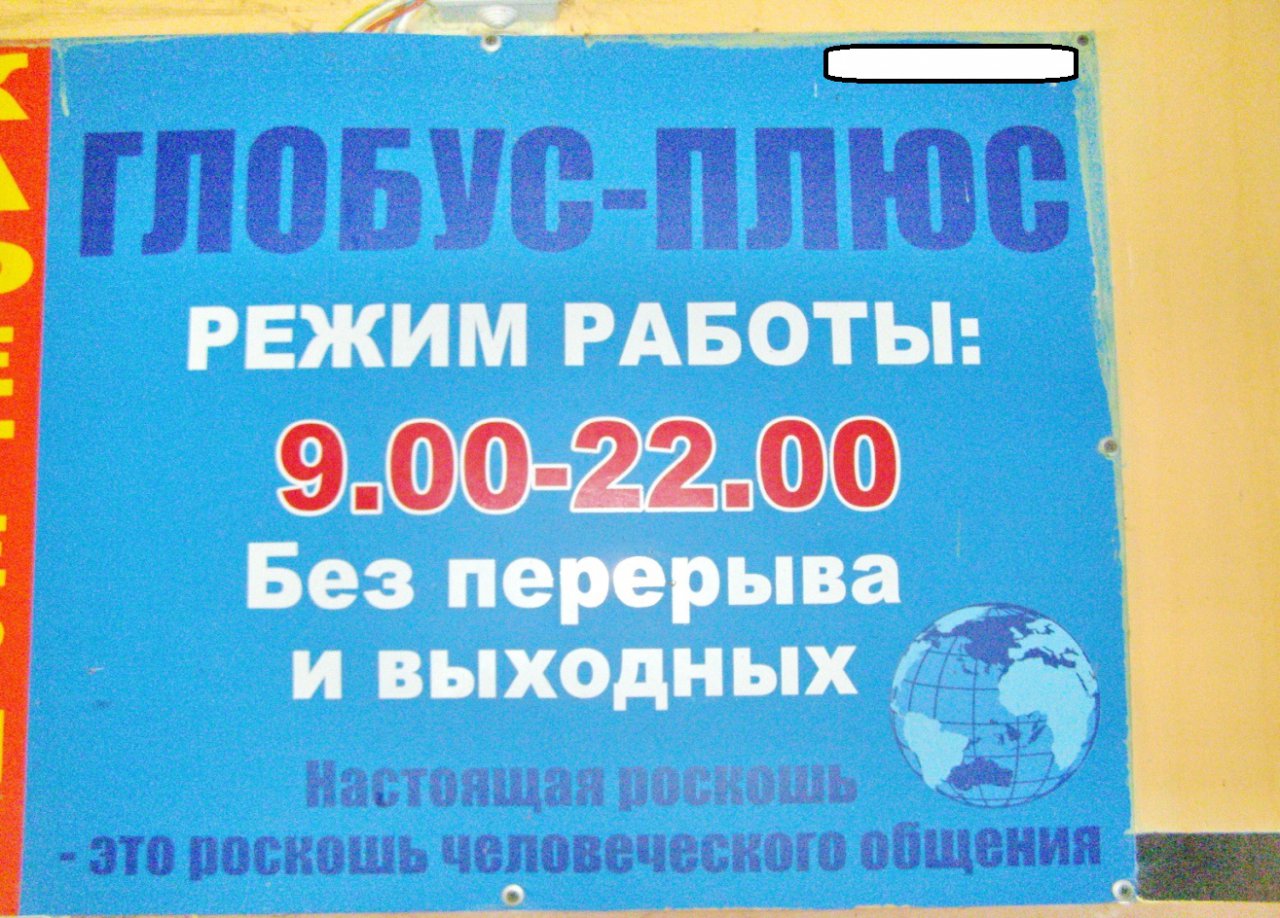 ГЛОБУС-ПЛЮС
РЕЖИМ РАБОТЫ:
9.00-22.00
Без перерыва
и выходных
Настоящая роскошь
- это роскошь человеческого общения